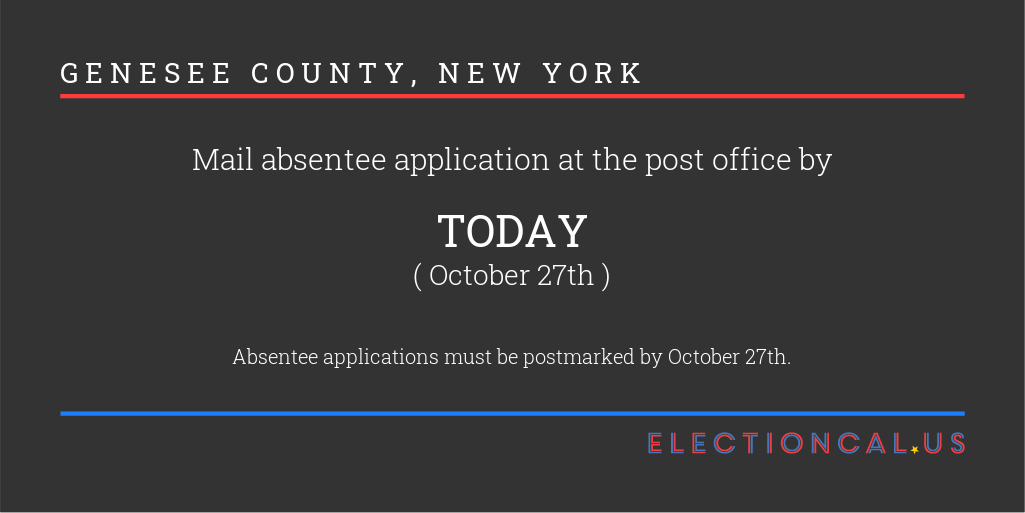 GENESEE COUNTY, NEW YORK
Mail absentee application at the post office by
TODAY
( October 27th )
Absentee applications must be postmarked by October 27th.
ELECTIONCAL.US